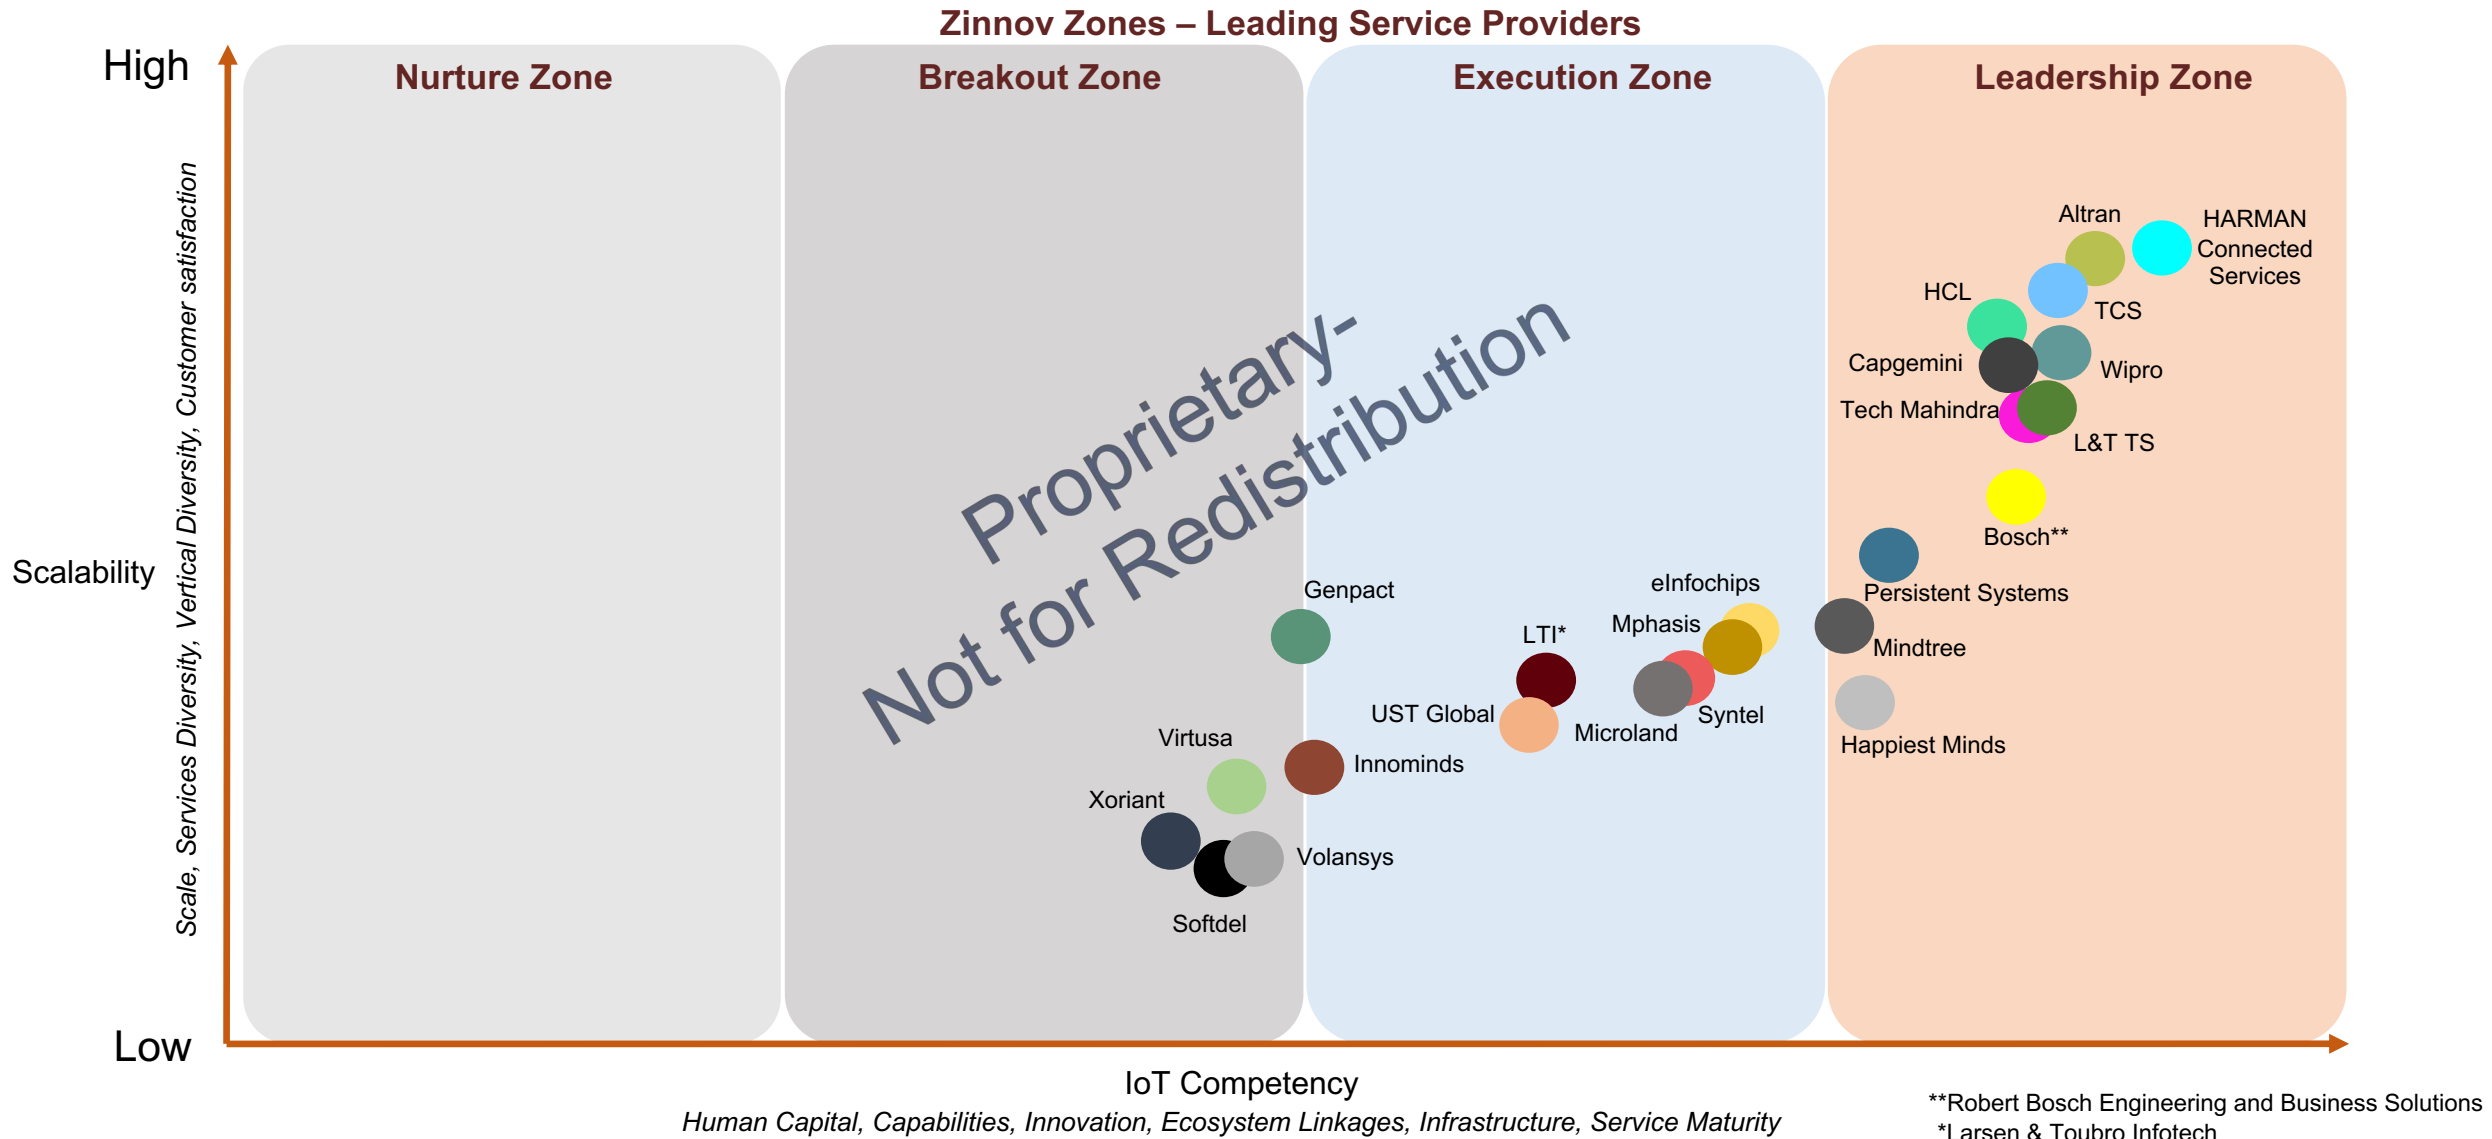 Zinnov Zones – Leading Service Providers
High
Nurture Zone
Breakout Zone
Execution Zone
Leadership Zone
Altran
HARMAN
Connected
Services
HCL
TCS
Capgemini
Wipro
Tech Mahindra
L&T TS
Bosch**
Persistent Systems
Mindtree
Happiest Minds
eInfochips
Mphasis
LTI*
Syntel
Microland
UST Global
Genpact
Innominds
Virtusa
Xoriant
Volansys
Softdel
Proprietary-
Not for Redistribution
Scalability
Scale, Services Diversity, Vertical Diversity, Customer satisfaction
Low
IoT Competency
Human Capital, Capabilities, Innovation, Ecosystem Linkages, Infrastructure, Service Maturity
**Robert Bosch Engineering and Business Solutions
*Larsen & Toubro Infotech